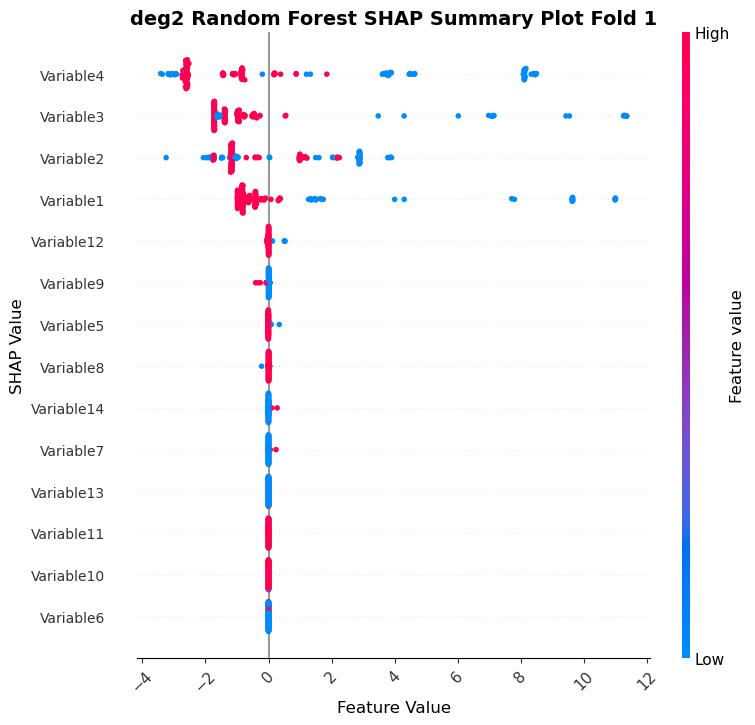 deg2 Random Forest SHAP Summary Plot Fold 1
High
Variable4
Variable3
Variable2
Variable1
Variable12
Variable9
Variable5
Variable8
Variable14
Variable7
Variable13
Variable11
Variable10
Variable6
SHAP Value
Feature value
Low
−4 −2 0 2 4 6 8 10 12
Feature Value